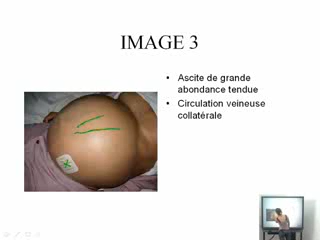 IMAGE 3
• Ascite de grande
abondance tendue
• Circulation veineuse
collatérale